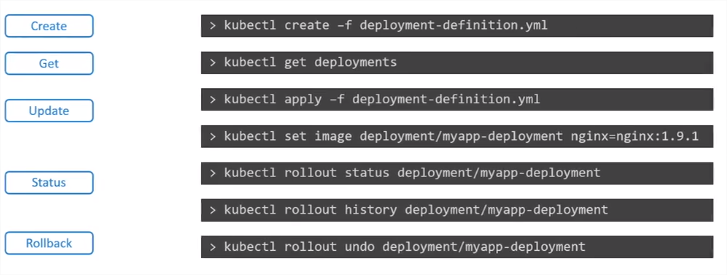 Create
> kubectl create –f deployment-definition.yml
Get
> kubectl get deployments
Update
> kubectl apply –f deployment-definition.yml
> kubectl set image deployment/myapp-deployment nginx=nginx:1.9.1
Status
> kubectl rollout status deployment/myapp-deployment
> kubectl rollout history deployment/myapp-deployment
Rollback
> kubectl rollout undo deployment/myapp-deployment